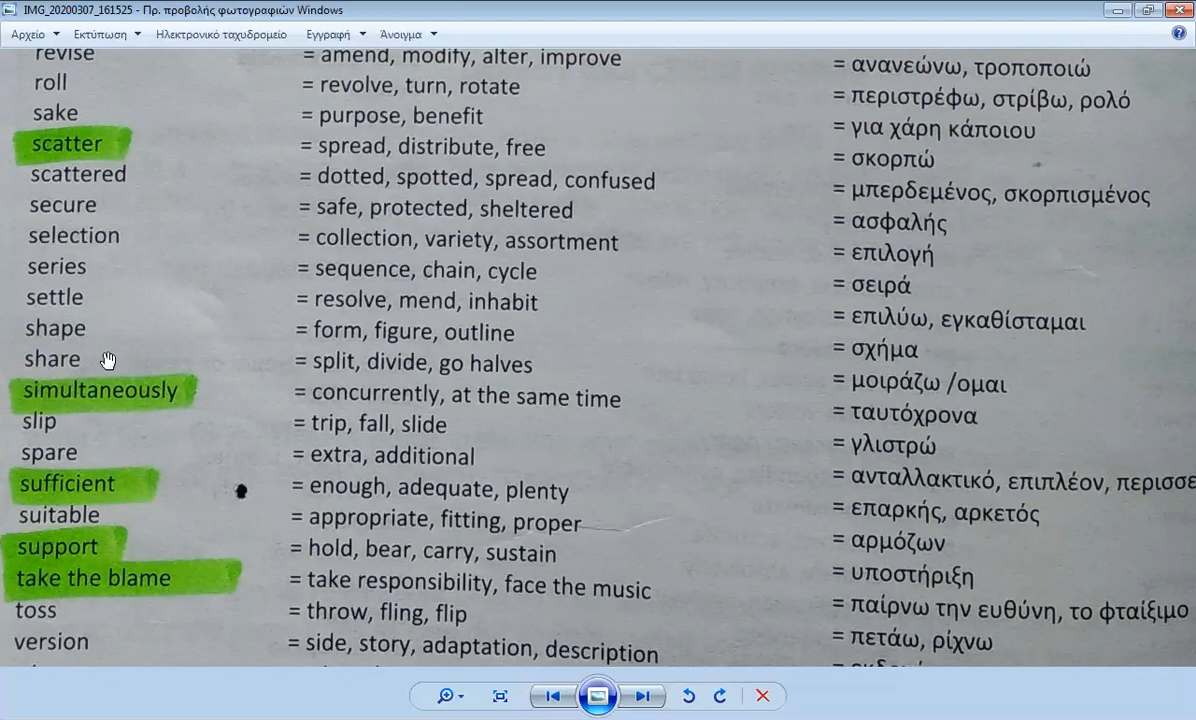 IMG_20200307_161525 - Πρ. προβολής φωτογραφιών Windows
Αρχείο Εκτύπωση Ηλεκτρονικό ταχυδρομείο Εγγραφή Άνοιγμα
revise = amend, modify, alter, improve = ανανεώνω, τροποποιώ
roll = revolve, turn, rotate = περιστρέφω, στρίβω, ρολό
sake = purpose, benefit = για χάρη κάποιου
scatter = spread, distribute, free = σκορπώ
scattered = dotted, spotted, spread, confused = μπερδεμένος, σκορπισμένος
secure = safe, protected, sheltered = ασφαλής
selection = collection, variety, assortment = επιλογή
series = sequence, chain, cycle = σειρά
settle = resolve, mend, inhabit = επιλύω, εγκαθίσταμαι
shape = form, figure, outline = σχήμα
share = split, divide, go halves = μοιράζω /ομαι
simultaneously = concurrently, at the same time = ταυτόχρονα
slip = trip, fall, slide = γλιστρώ
spare = extra, additional = ανταλλακτικό, επιπλέον, περισσε
sufficient = enough, adequate, plenty = επαρκής, αρκετός
suitable = appropriate, fitting, proper = αρμόζων
support = hold, bear, carry, sustain = υποστήριξη
take the blame = take responsibility, face the music = παίρνω την ευθύνη, το φταίξιμο
toss = throw, fling, flip = πετάω, ρίχνω
version = side, story, adaptation, description